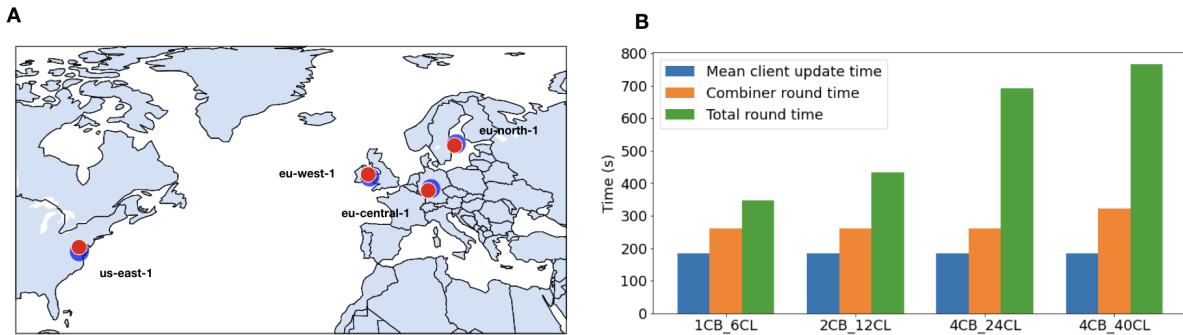 A
eu-north-1
eu-west-1
eu-central-1
us-east-1
B
800
700
600
500
400
300
200
100
0
Time (s)
Mean client update time
Combiner round time
Total round time
1CB_6CL
2CB_12CL
4CB_24CL
4CB_40CL